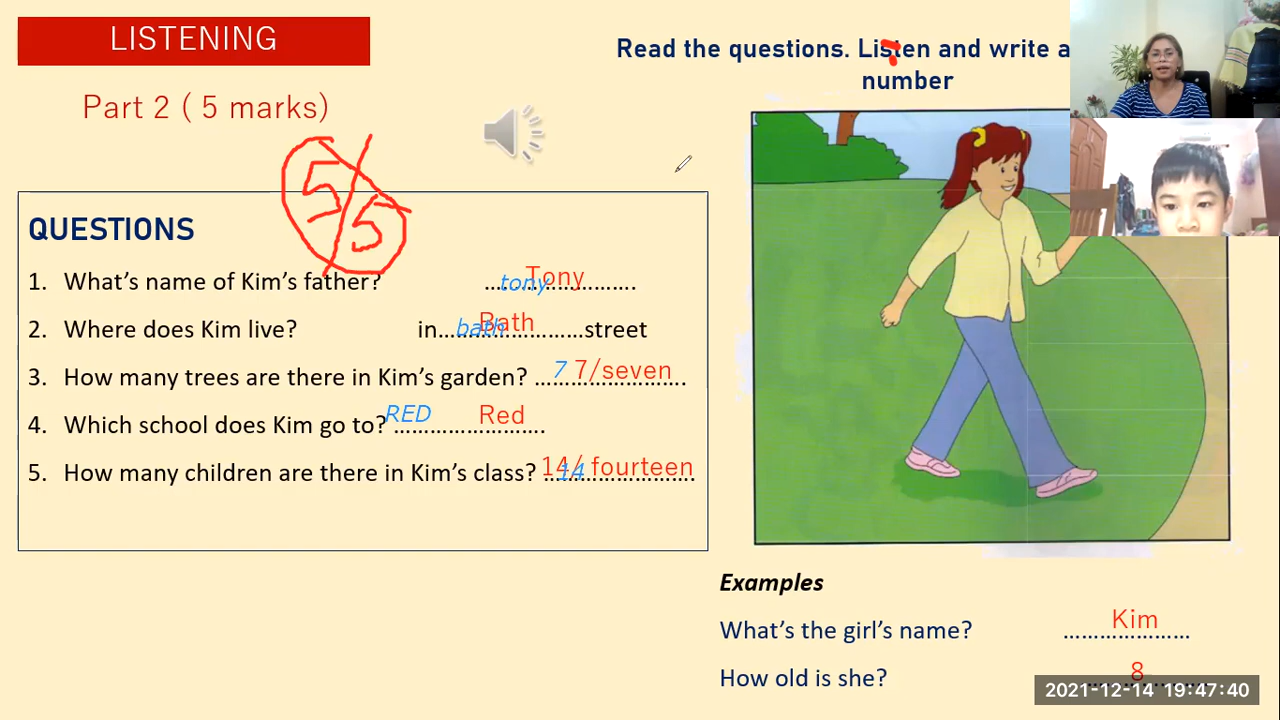 LISTENING
Part 2 ( 5 marks)
Read the questions. Listen and write a
number
5/5
QUESTIONS
1. What’s name of Kim’s father? ........................ tony Tony
2. Where does Kim live? in........................street bath Bath
3. How many trees are there in Kim’s garden? ........................ 7 7/seven
4. Which school does Kim go to? ........................ RED Red
5. How many children are there in Kim’s class? ........................ 14 14/ fourteen
Examples
What’s the girl’s name? ..................... Kim
How old is she? 8
2021-12-14 19:47:40